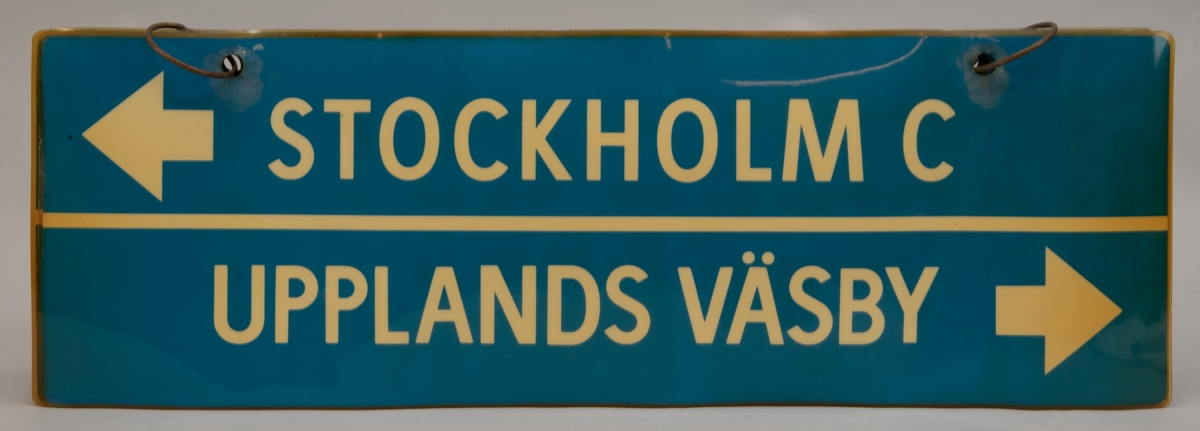 STOCKHOLM C
UPPLANDS VÄSBY